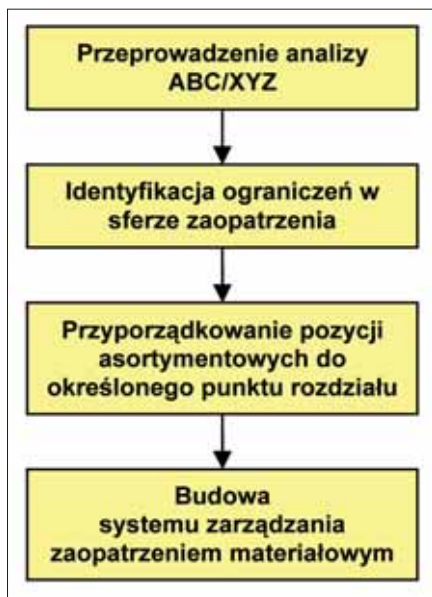 Przeprowadzenie analizy
ABC/XYZ
Identyfikacja ograniczeń w
sferze zaopatrzenia
Przyporządkowanie pozycji
asortymentowych do
określonego punktu rozdziału
Budowa
systemu zarządzania
zaopatrzeniem materiałowym